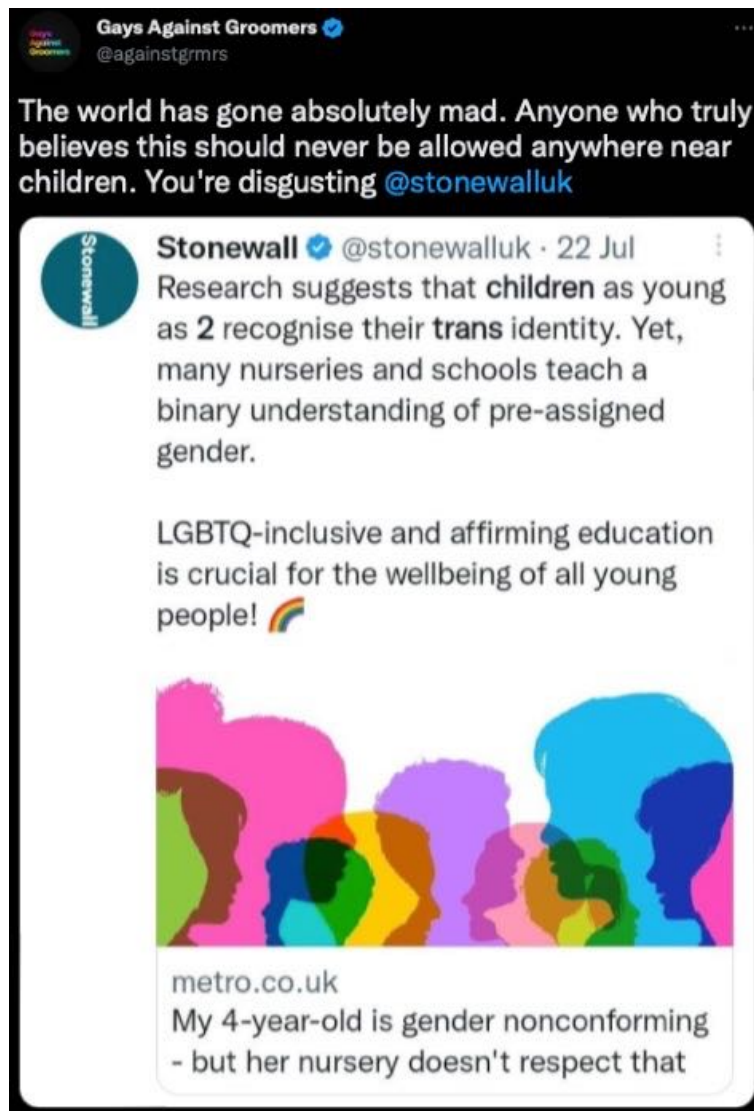 Gays Against Groomers
@againstgrmrs
Gays
Against
Groomers
The world has gone absolutely mad. Anyone who truly
believes this should never be allowed anywhere near
children. You're disgusting @stonewalluk
Stonewall
Stonewall @stonewalluk · 22 Jul
Research suggests that children as young
as 2 recognise their trans identity. Yet,
many nurseries and schools teach a
binary understanding of pre-assigned
gender.
LGBTQ-inclusive and affirming education
is crucial for the wellbeing of all young
people! 🌈
metro.co.uk
My 4-year-old is gender nonconforming
- but her nursery doesn't respect that